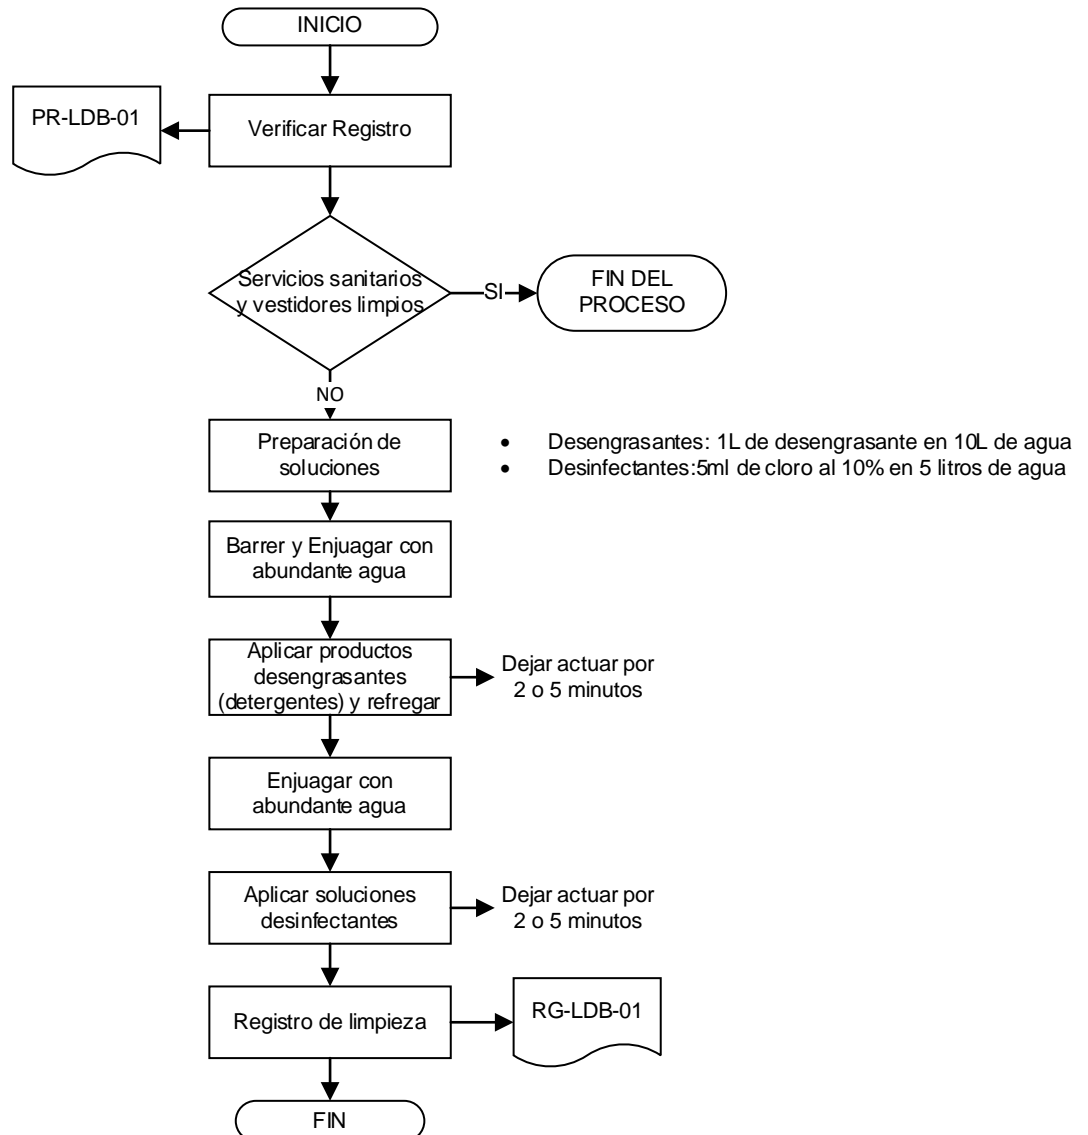 INICIO
PR-LDB-01
Verificar Registro
Servicios sanitarios
y vestidores limpios
SI
FIN DEL
PROCESO
NO
Preparación de
soluciones
• Desengrasantes: 1L de desengrasante en 10L de agua
• Desinfectantes:5ml de cloro al 10% en 5 litros de agua
Barrer y Enjuagar con
abundante agua
Aplicar productos
desengrasantes
(detergentes) y refregar
Dejar actuar por
2 o 5 minutos
Enjuagar con
abundante agua
Aplicar soluciones
desinfectantes
Dejar actuar por
2 o 5 minutos
Registro de limpieza
RG-LDB-01
FIN